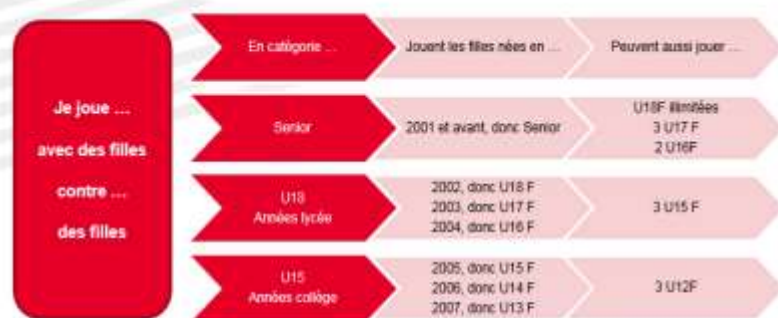 Je joue ...
avec des filles
contre ...
des filles
En catégorie ...
Jouent les filles nées en ...
Peuvent aussi jouer ...
Senior
2001 et avant, donc Senior
U18F illimitées
3 U17 F
2 U16F
U18
Années lycée
2002, donc U18 F
2003, donc U17 F
2004, donc U16 F
3 U15 F
U15
Années collège
2005, donc U15 F
2006, donc U14 F
2007, donc U13 F
3 U12F